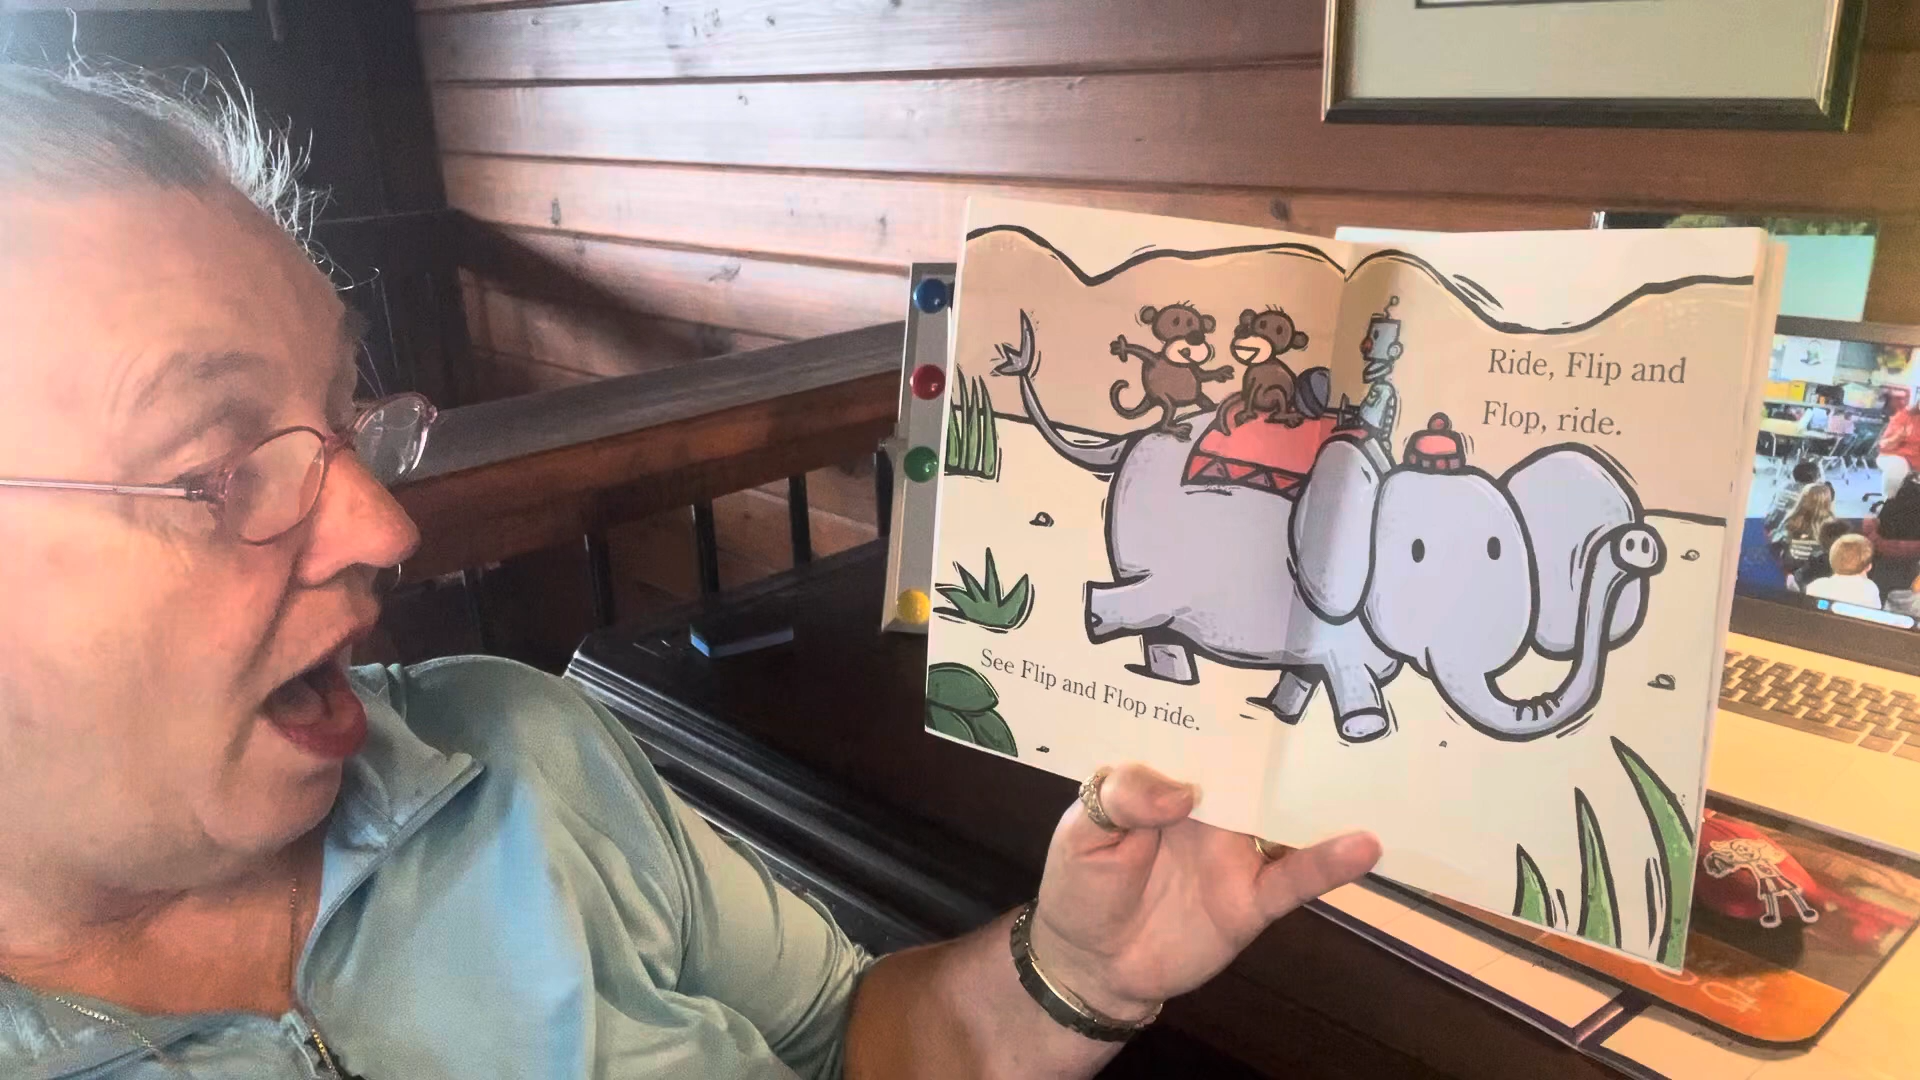 See Flip and Flop ride.
Ride, Flip and
Flop, ride.